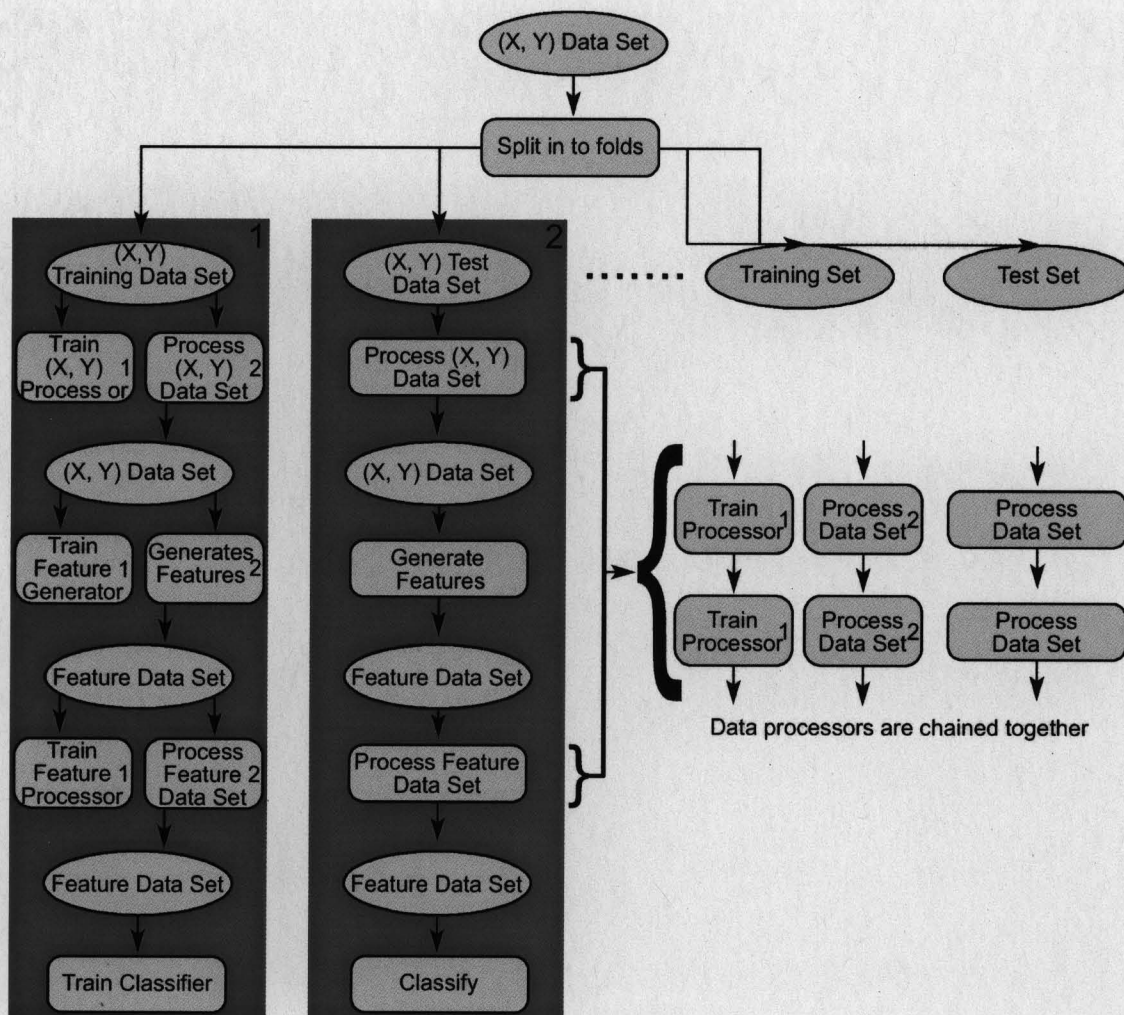 (X, Y) Data Set
Split in to folds
1
(X,Y)
Training Data Set
Train
(X, Y) 1
Process or
Process
(X, Y) 2
Data Set
(X, Y) Data Set
Train
Feature 1
Generator
Generates
Features 2
Feature Data Set
Train
Feature 1
Processor
Process
Feature 2
Data Set
Feature Data Set
Train Classifier
2
(X, Y) Test
Data Set
Process (X, Y)
Data Set
(X, Y) Data Set
Generate
Features
Feature Data Set
Process Feature
Data Set
Feature Data Set
Classify
Training Set
Test Set
Train
Processor 1
Process
Data Set 2
Process
Data Set
Train
Processor 1
Process
Data Set 2
Process
Data Set
Data processors are chained together